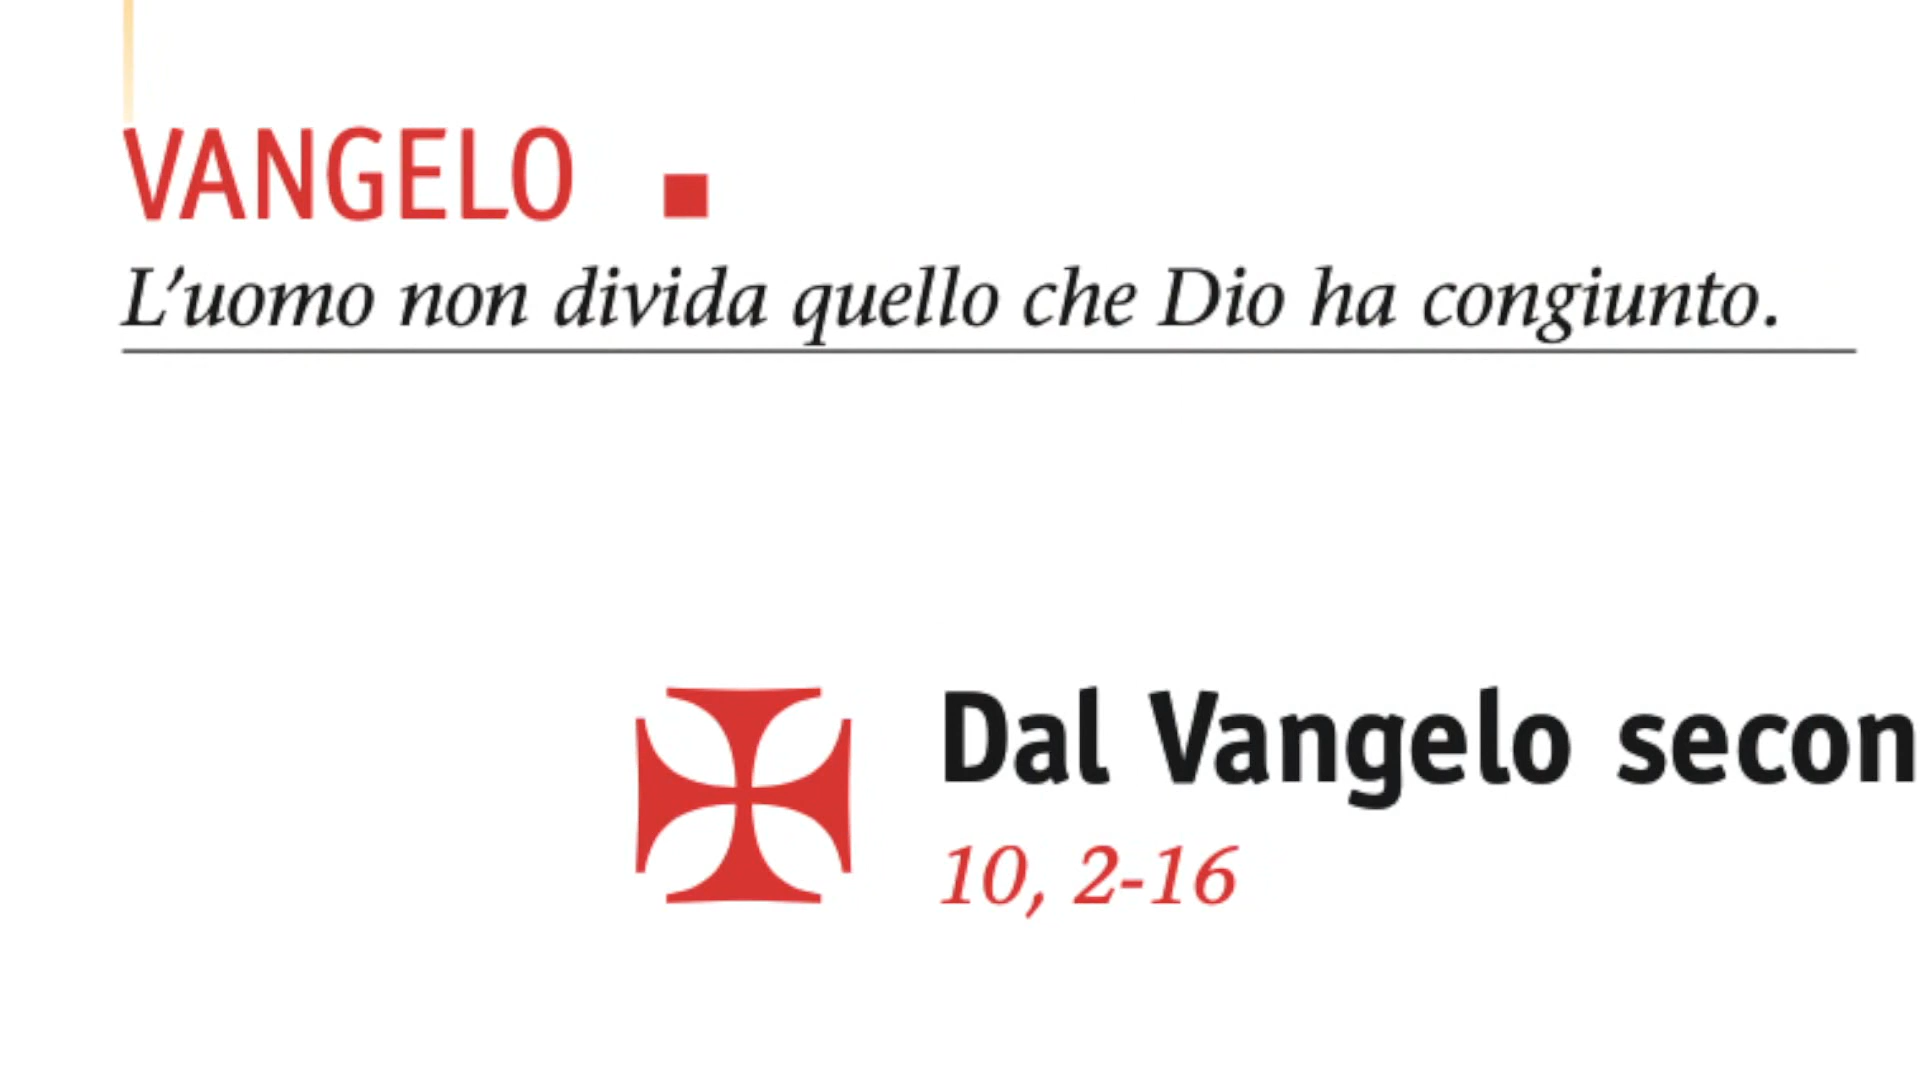 VANGELO ■
L’uomo non divida quello che Dio ha congiunto.
Dal Vangelo secon
10, 2-16